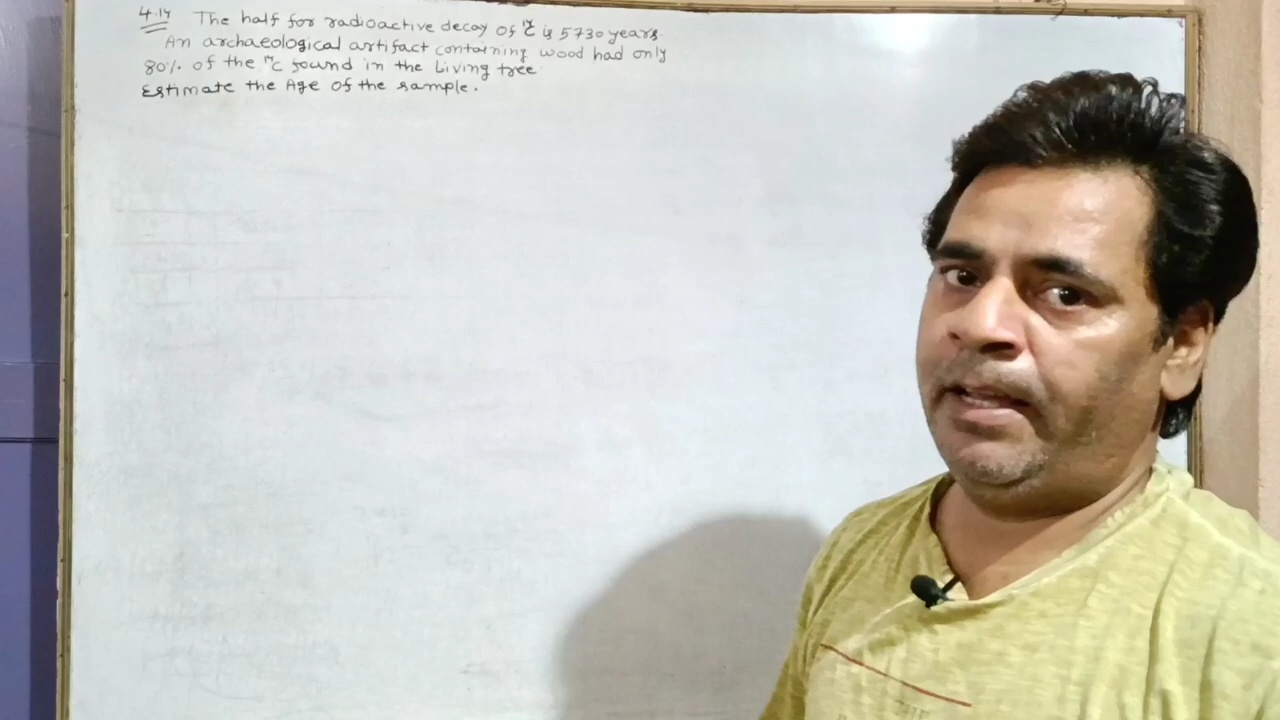 4.14 The half for radioactive decay of ¹⁴C is 5730 years.
An archaeological artifact containing wood had only
80% of the ¹⁴C found in the living tree.
Estimate the Age of the sample.
THE